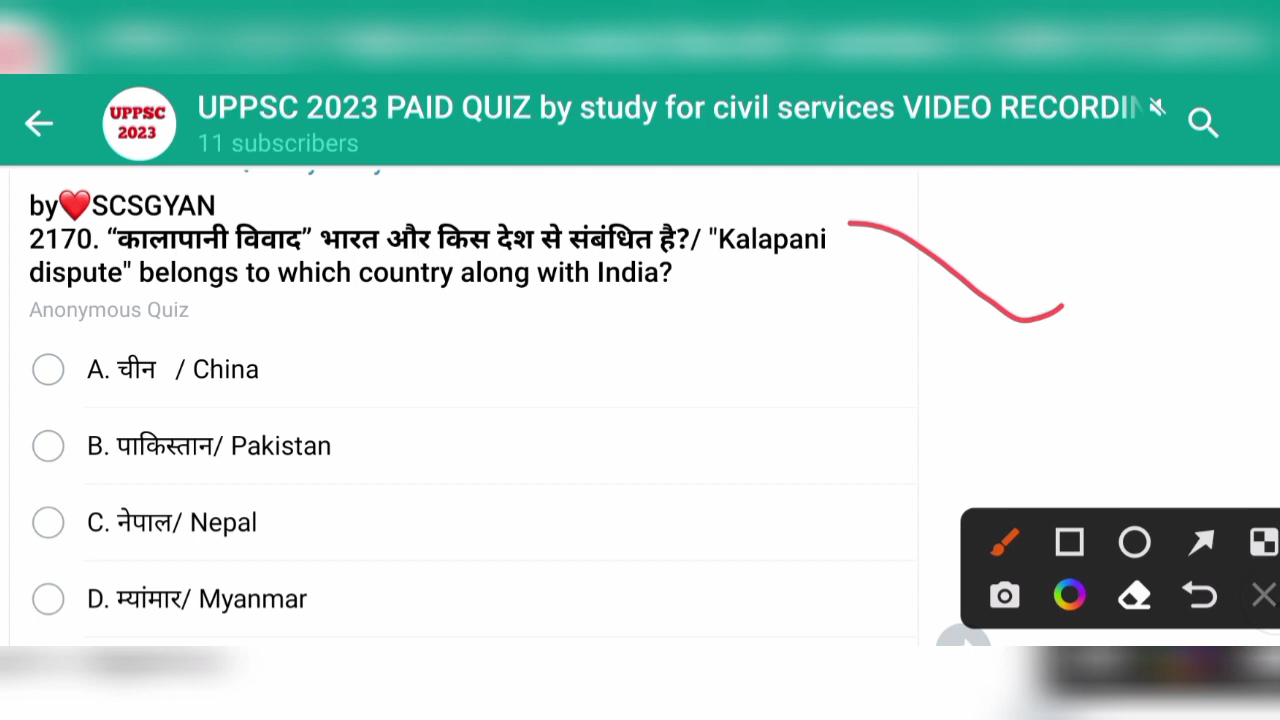 UPPSC
2023
UPPSC 2023 PAID QUIZ by study for civil services VIDEO RECORDIN
11 subscribers
by❤️SCSGYAN
2170. “कालापानी विवाद” भारत और किस देश से संबंधित है?/ "Kalapani
dispute" belongs to which country along with India?
Anonymous Quiz
A. चीन / China
B. पाकिस्तान/ Pakistan
C. नेपाल/ Nepal
D. म्यांमार/ Myanmar